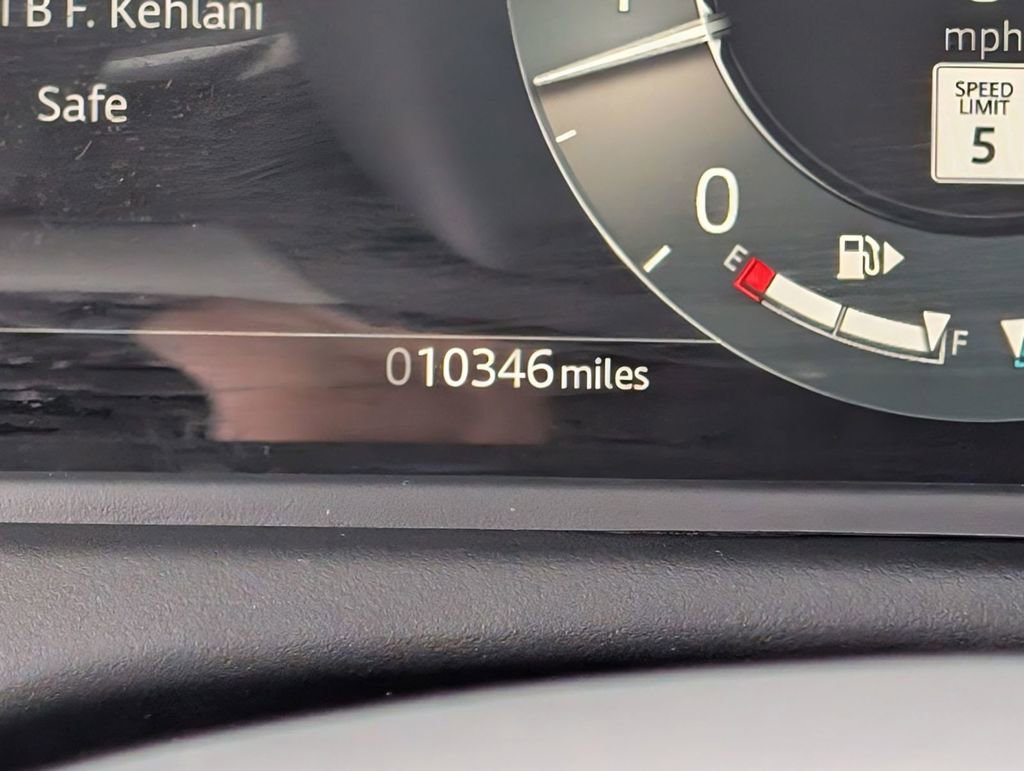 B F. Kehlani
Safe
mph
SPEED
LIMIT
5
0
E
F
010346 miles